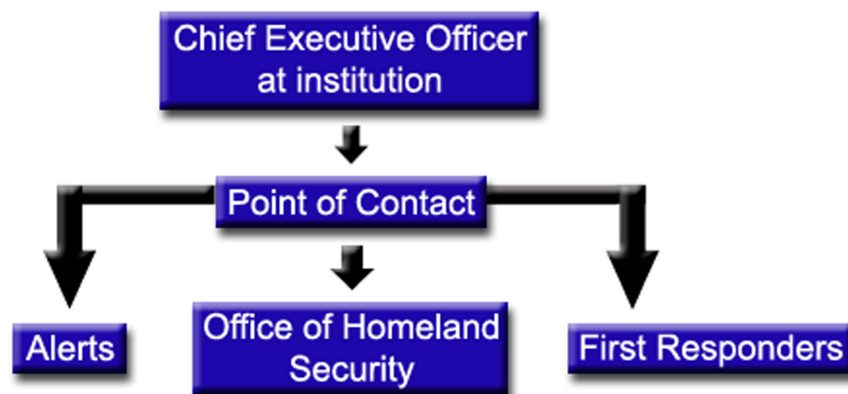 Chief Executive Officer
at institution
Point of Contact
Alerts
Office of Homeland
Security
First Responders